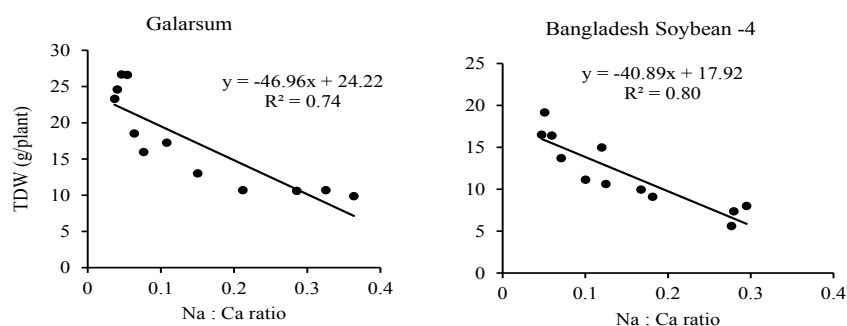 Galarsum
30
25
20
15
10
5
0
TDW (g/plant)
y = -46.96x + 24.22
R² = 0.74
0
0.1
0.2
0.3
0.4
Na : Ca ratio
Bangladesh Soybean -4
25
20
15
10
5
0
y = -40.89x + 17.92
R² = 0.80
0
0.1
0.2
0.3
0.4
Na : Ca ratio